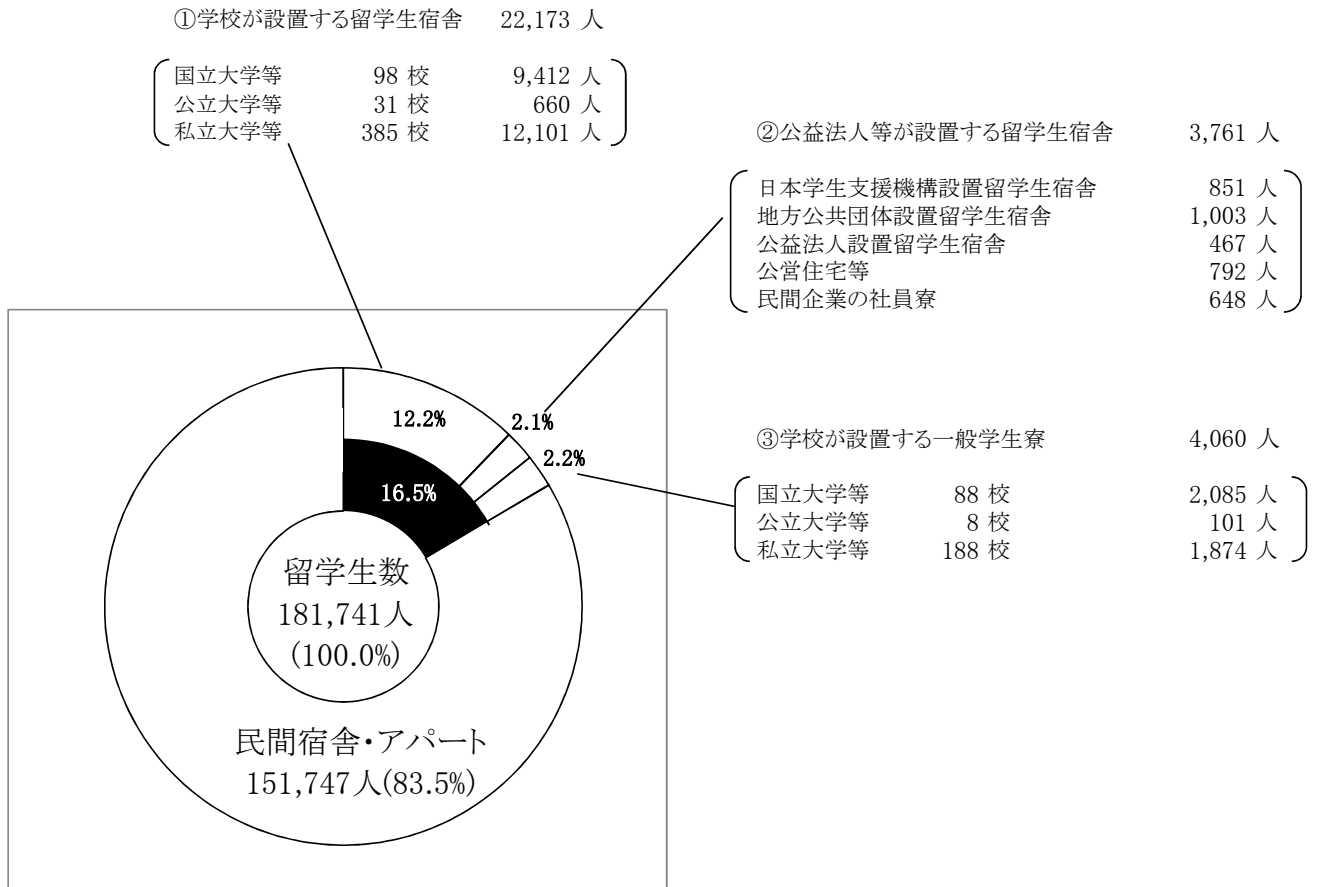 ①学校が設置する留学生宿舎 22,173 人
国立大学等 98 校 9,412 人
公立大学等 31 校 660 人
私立大学等 385 校 12,101 人
②公益法人等が設置する留学生宿舎 3,761 人
日本学生支援機構設置留学生宿舎 851 人
地方公共団体設置留学生宿舎 1,003 人
公益法人設置留学生宿舎 467 人
公営住宅等 792 人
民間企業の社員寮 648 人
③学校が設置する一般学生寮 4,060 人
国立大学等 88 校 2,085 人
公立大学等 8 校 101 人
私立大学等 188 校 1,874 人
12.2%
2.1%
2.2%
16.5%
留学生数
181,741人
(100.0%)
民間宿舎・アパート
151,747人(83.5%)